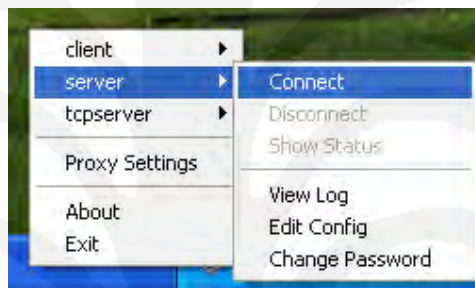 client
server
tcpserver
Proxy Settings
About
Exit
Connect
Disconnect
Show Status
View Log
Edit Config
Change Password